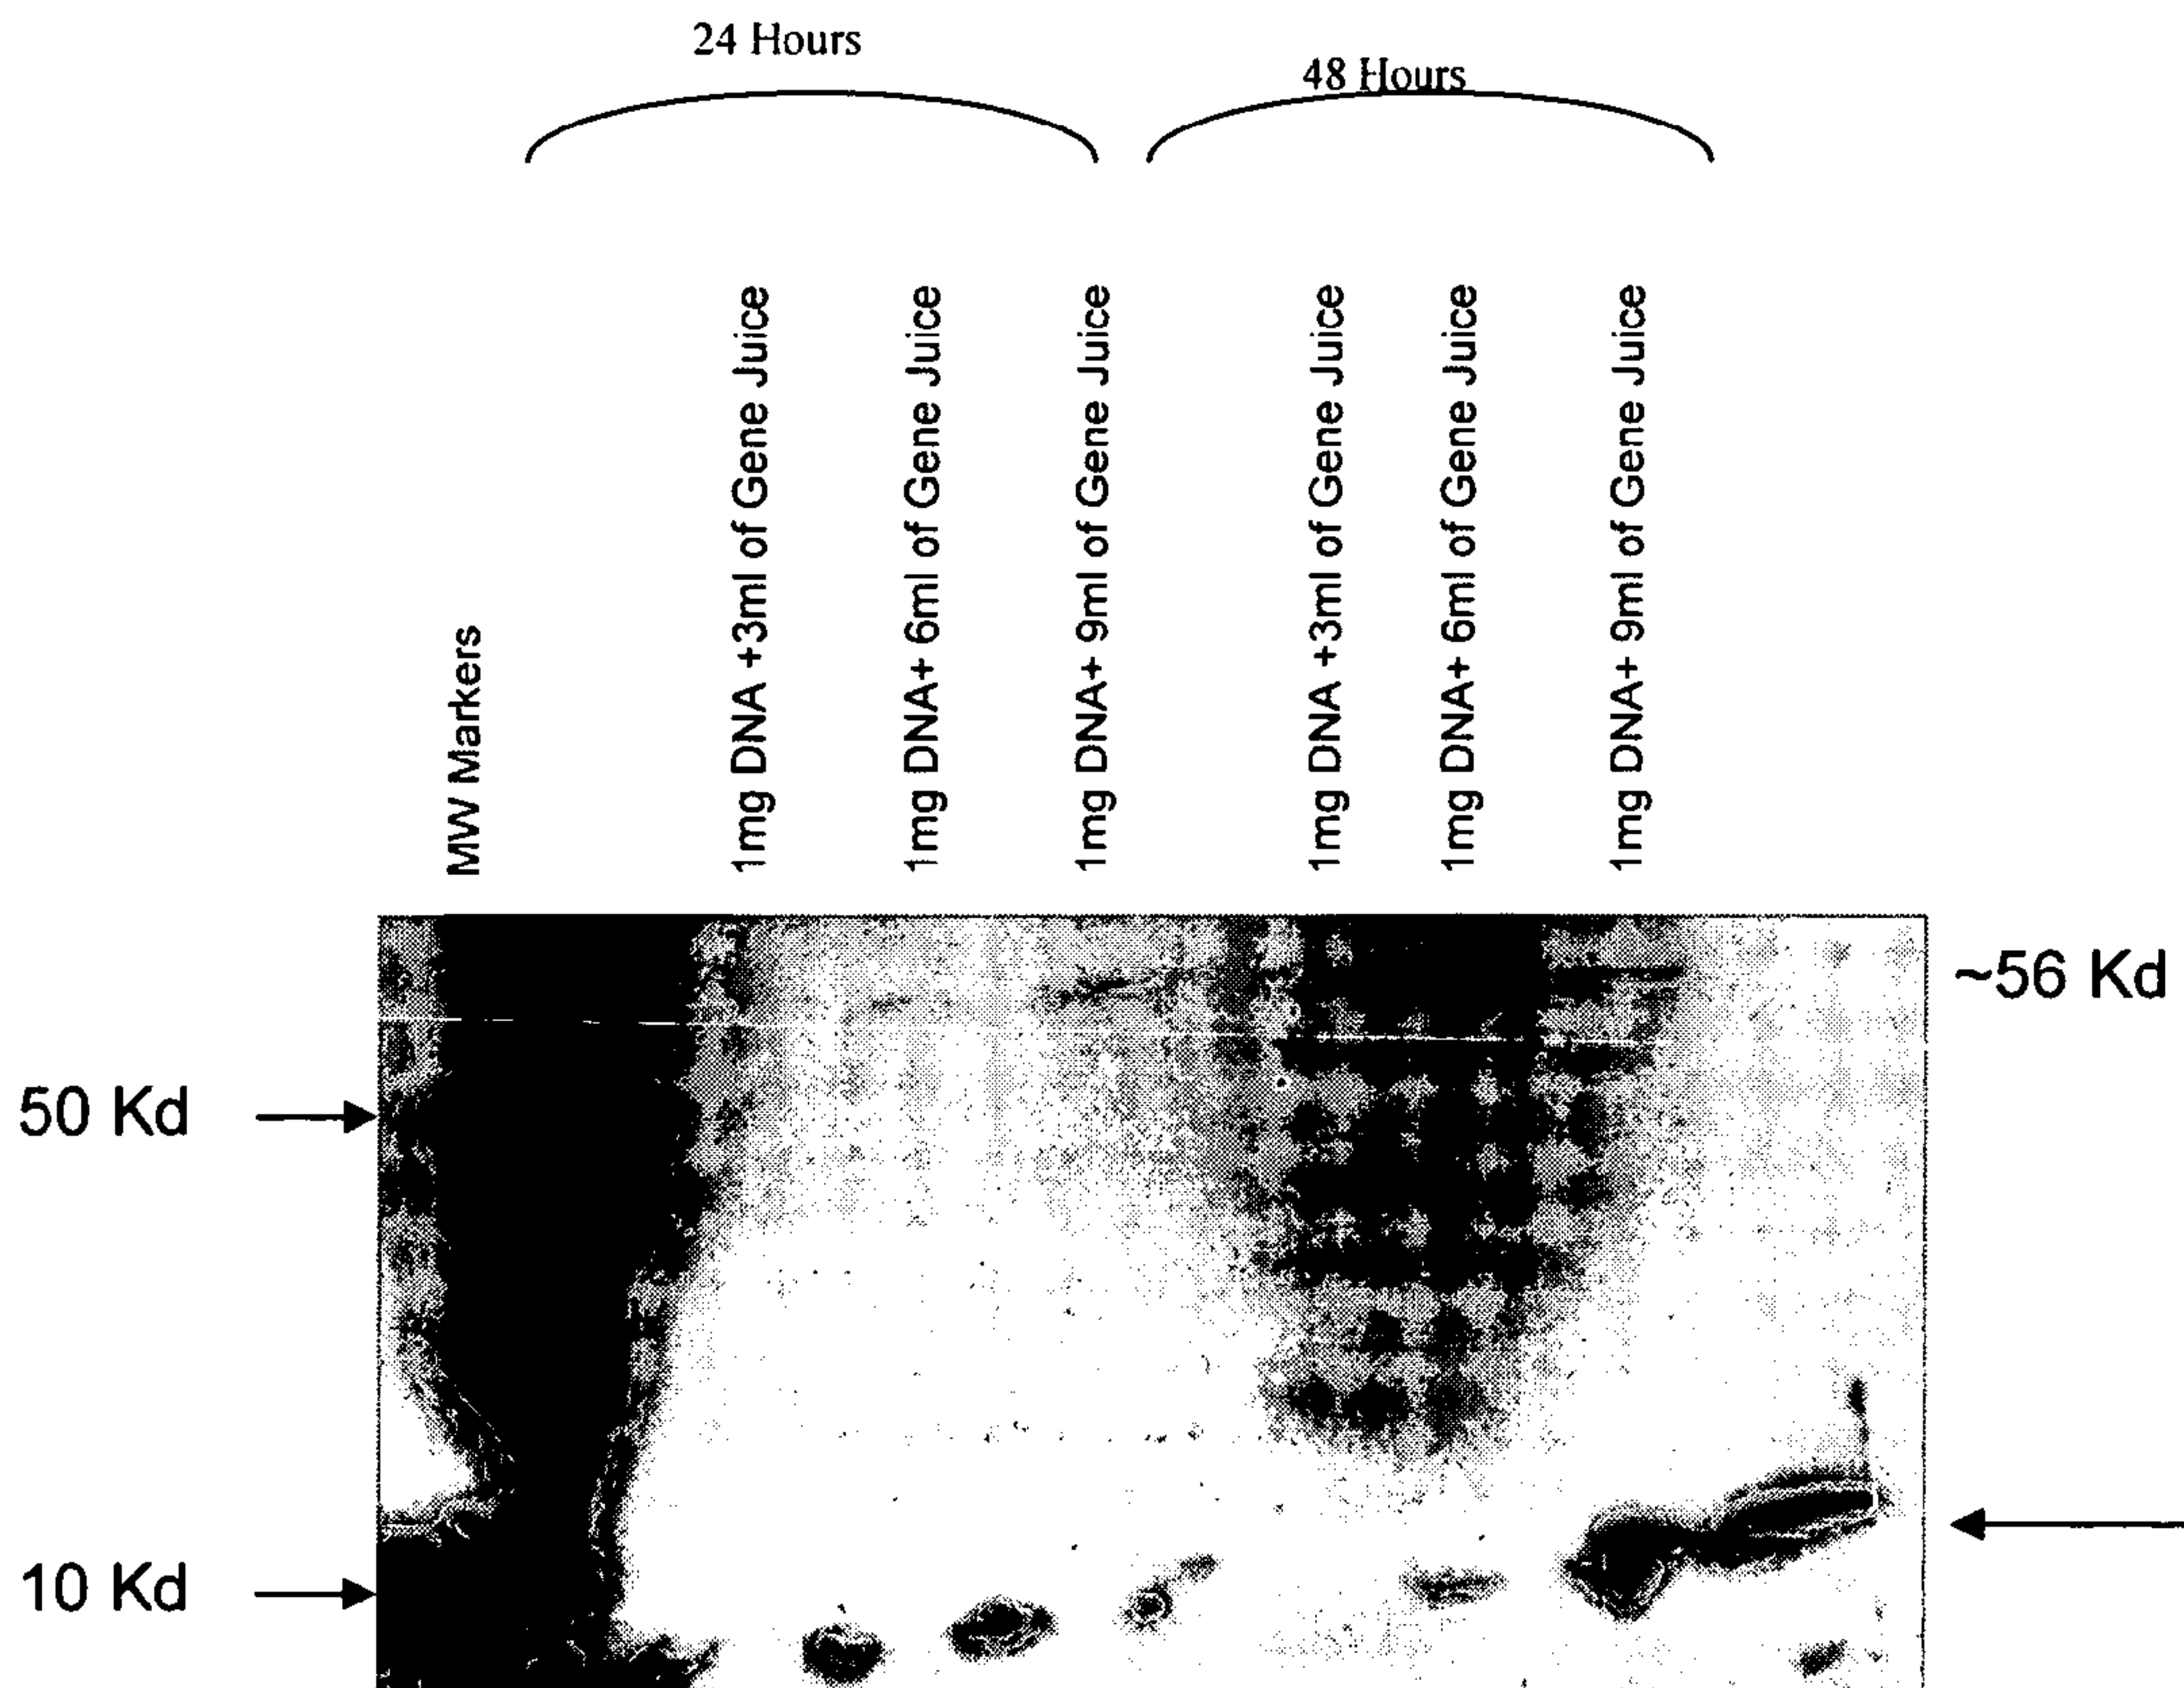 24 Hours
48 Hours
MW Markers
1mg DNA +3ml of Gene Juice
1mg DNA+ 6ml of Gene Juice
1mg DNA+ 9ml of Gene Juice
1mg DNA +3ml of Gene Juice
1mg DNA+ 6ml of Gene Juice
1mg DNA+ 9ml of Gene Juice
~56 Kd
50 Kd
10 Kd